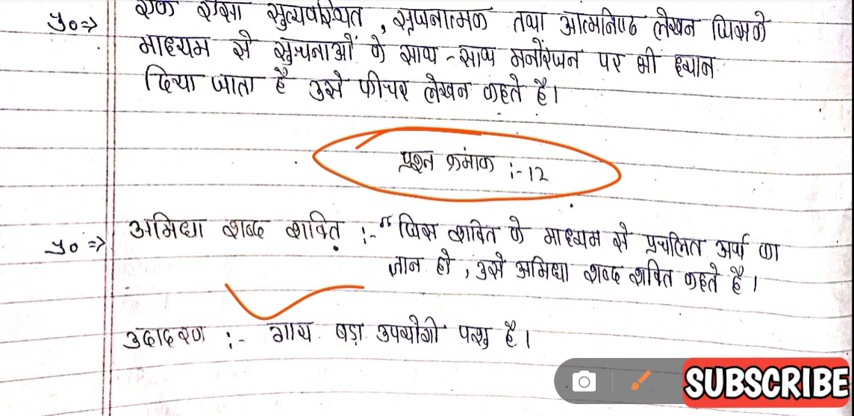 उ० => एक ऐसा सुव्यवस्थित, सृजनात्मक तथा आत्मनिष्ठ लेखन जिसके
माध्यम से सूचनाओं के साथ-साथ मनोरंजन पर भी ध्यान
दिया जाता है उसे फीचर लेखन कहते है।
प्रश्न क्रमांक :- 12
उ० => अभिधा शब्द शक्ति :- "जिस शक्ति के माध्यम से प्रचलित अर्थ का
ज्ञान हो, उसे अभिधा शब्द शक्ति कहते है।
उदाहरण :- गाय बड़ा उपयोगी पशु है।
SUBSCRIBE